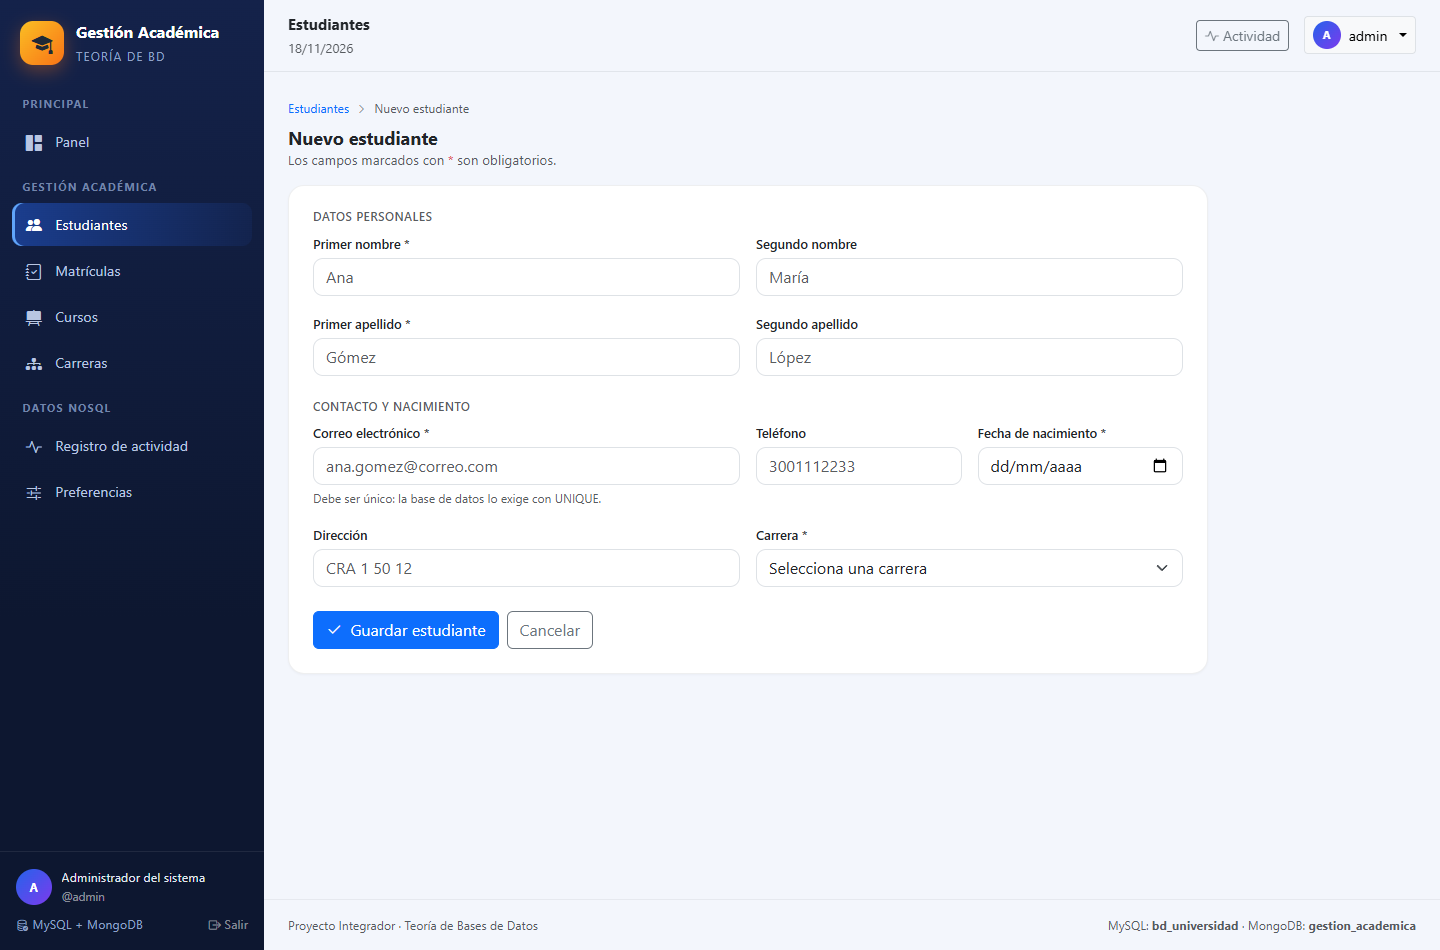 Gestión Académica
TEORÍA DE BD
PRINCIPAL
Panel
GESTIÓN ACADÉMICA
Estudiantes
Matrículas
Cursos
Carreras
DATOS NOSQL
Registro de actividad
Preferencias
A
Administrador del sistema
@admin
MySQL + MongoDB
Salir
Estudiantes
18/11/2026
Actividad
A
admin
Estudiantes
Nuevo estudiante
Nuevo estudiante
Los campos marcados con * son obligatorios.
DATOS PERSONALES
Primer nombre *
Segundo nombre
Ana
María
Primer apellido *
Segundo apellido
Gómez
López
CONTACTO Y NACIMIENTO
Correo electrónico *
Teléfono
Fecha de nacimiento *
ana.gomez@correo.com
3001112233
dd/mm/aaaa
Debe ser único: la base de datos lo exige con UNIQUE.
Dirección
Carrera *
CRA 1 50 12
Selecciona una carrera
Guardar estudiante
Cancelar
Proyecto Integrador · Teoría de Bases de Datos
MySQL: bd_universidad · MongoDB: gestion_academica